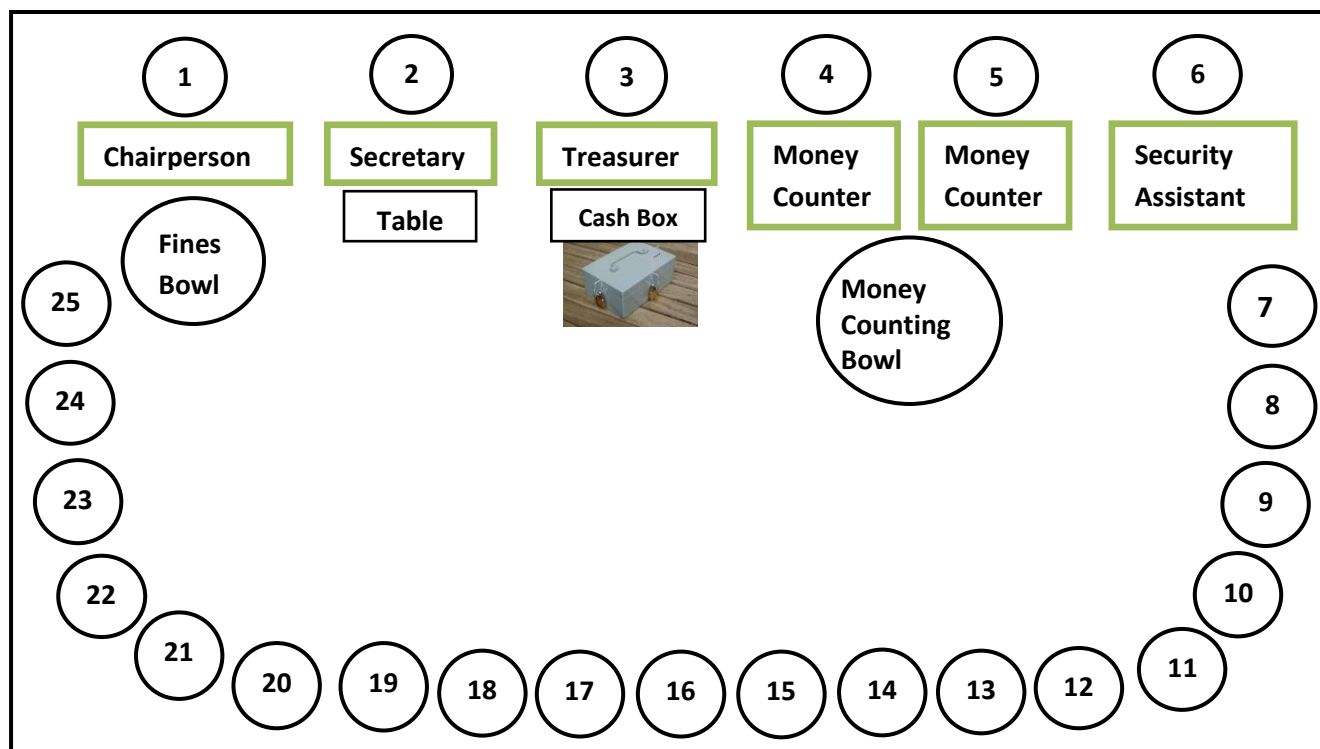 1 2 3 4 5 6
Chairperson Secretary Treasurer Money Counter Money Counter Security Assistant
Table Cash Box
Fines Bowl
Money Counting Bowl
25 7
24 8
23 9
22 10
21 11
20 19 18 17 16 15 14 13 12